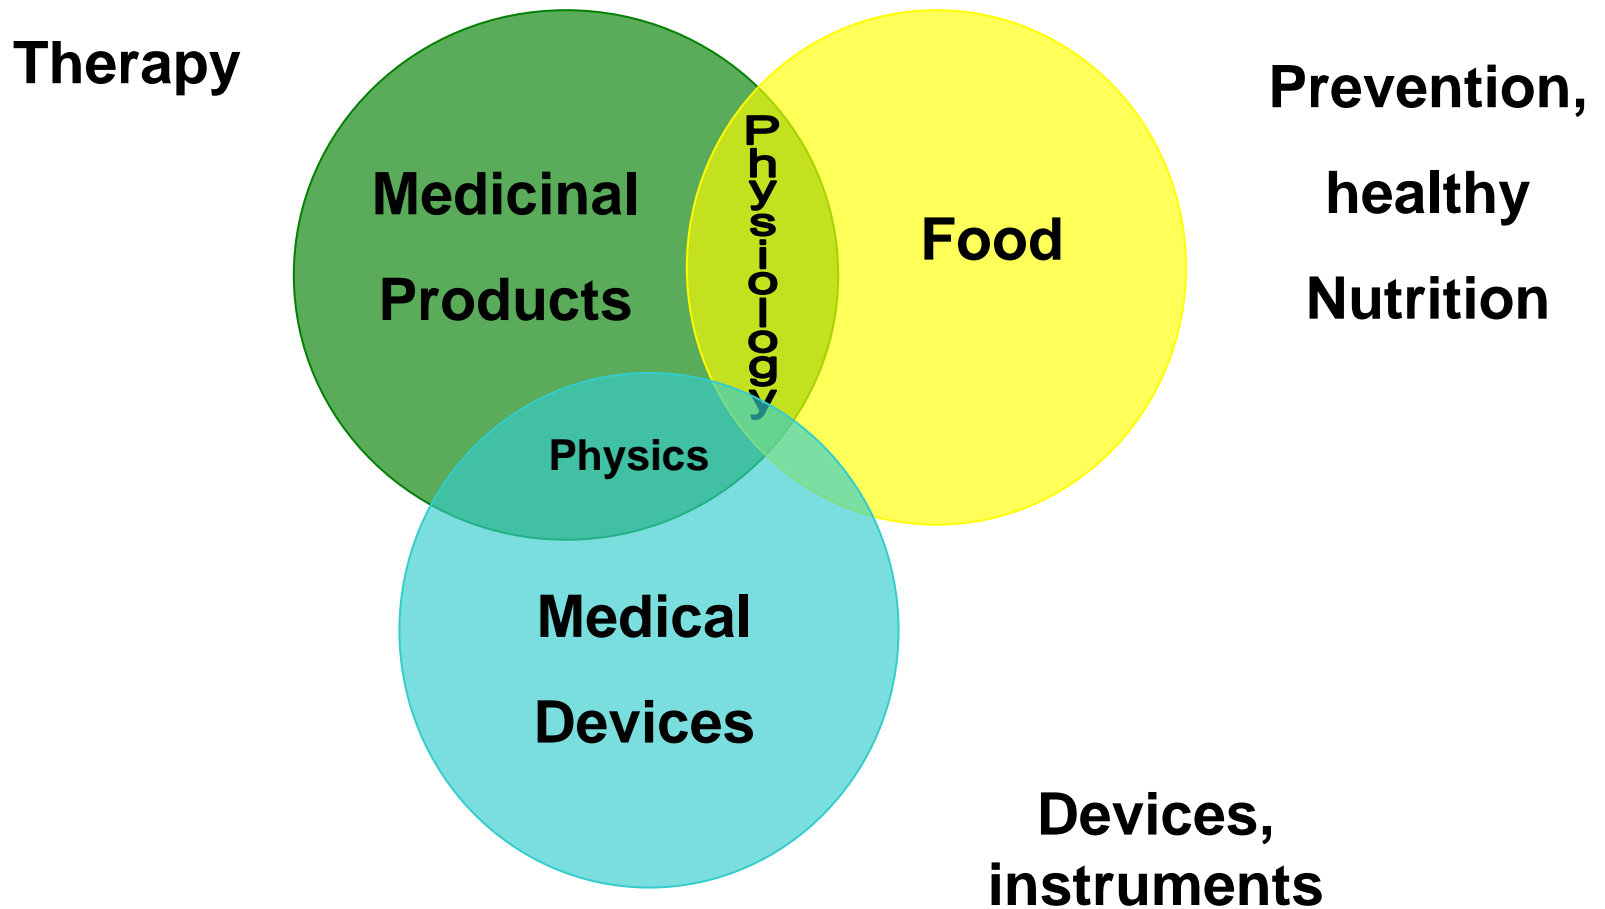 Therapy
Prevention,
healthy
Nutrition
Medicinal
Products
Physiology
Food
Physics
Medical
Devices
Devices,
instruments